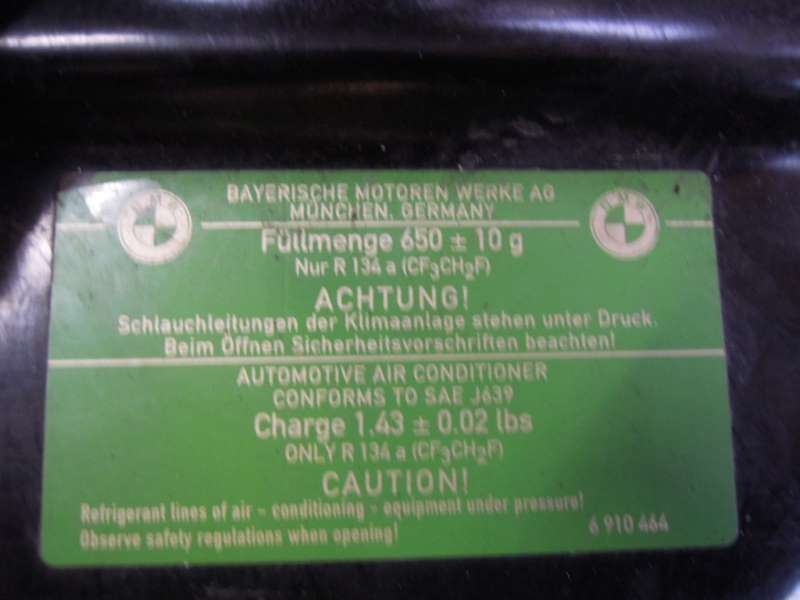 BAYERISCHE MOTOREN WERKE AG
MÜNCHEN, GERMANY
Füllmenge 650 ± 10 g
Nur R 134 a (CF3CH2F)
ACHTUNG!
Schlauchleitungen der Klimaanlage stehen unter Druck.
Beim Öffnen Sicherheitsvorschriften beachten!
AUTOMOTIVE AIR CONDITIONER
CONFORMS TO SAE J639
Charge 1.43 ± 0.02 lbs
ONLY R 134 a (CF3CH2F)
CAUTION!
Refrigerant lines of air - conditioning - equipment under pressure!
Observe safety regulations when opening!
6 910 464